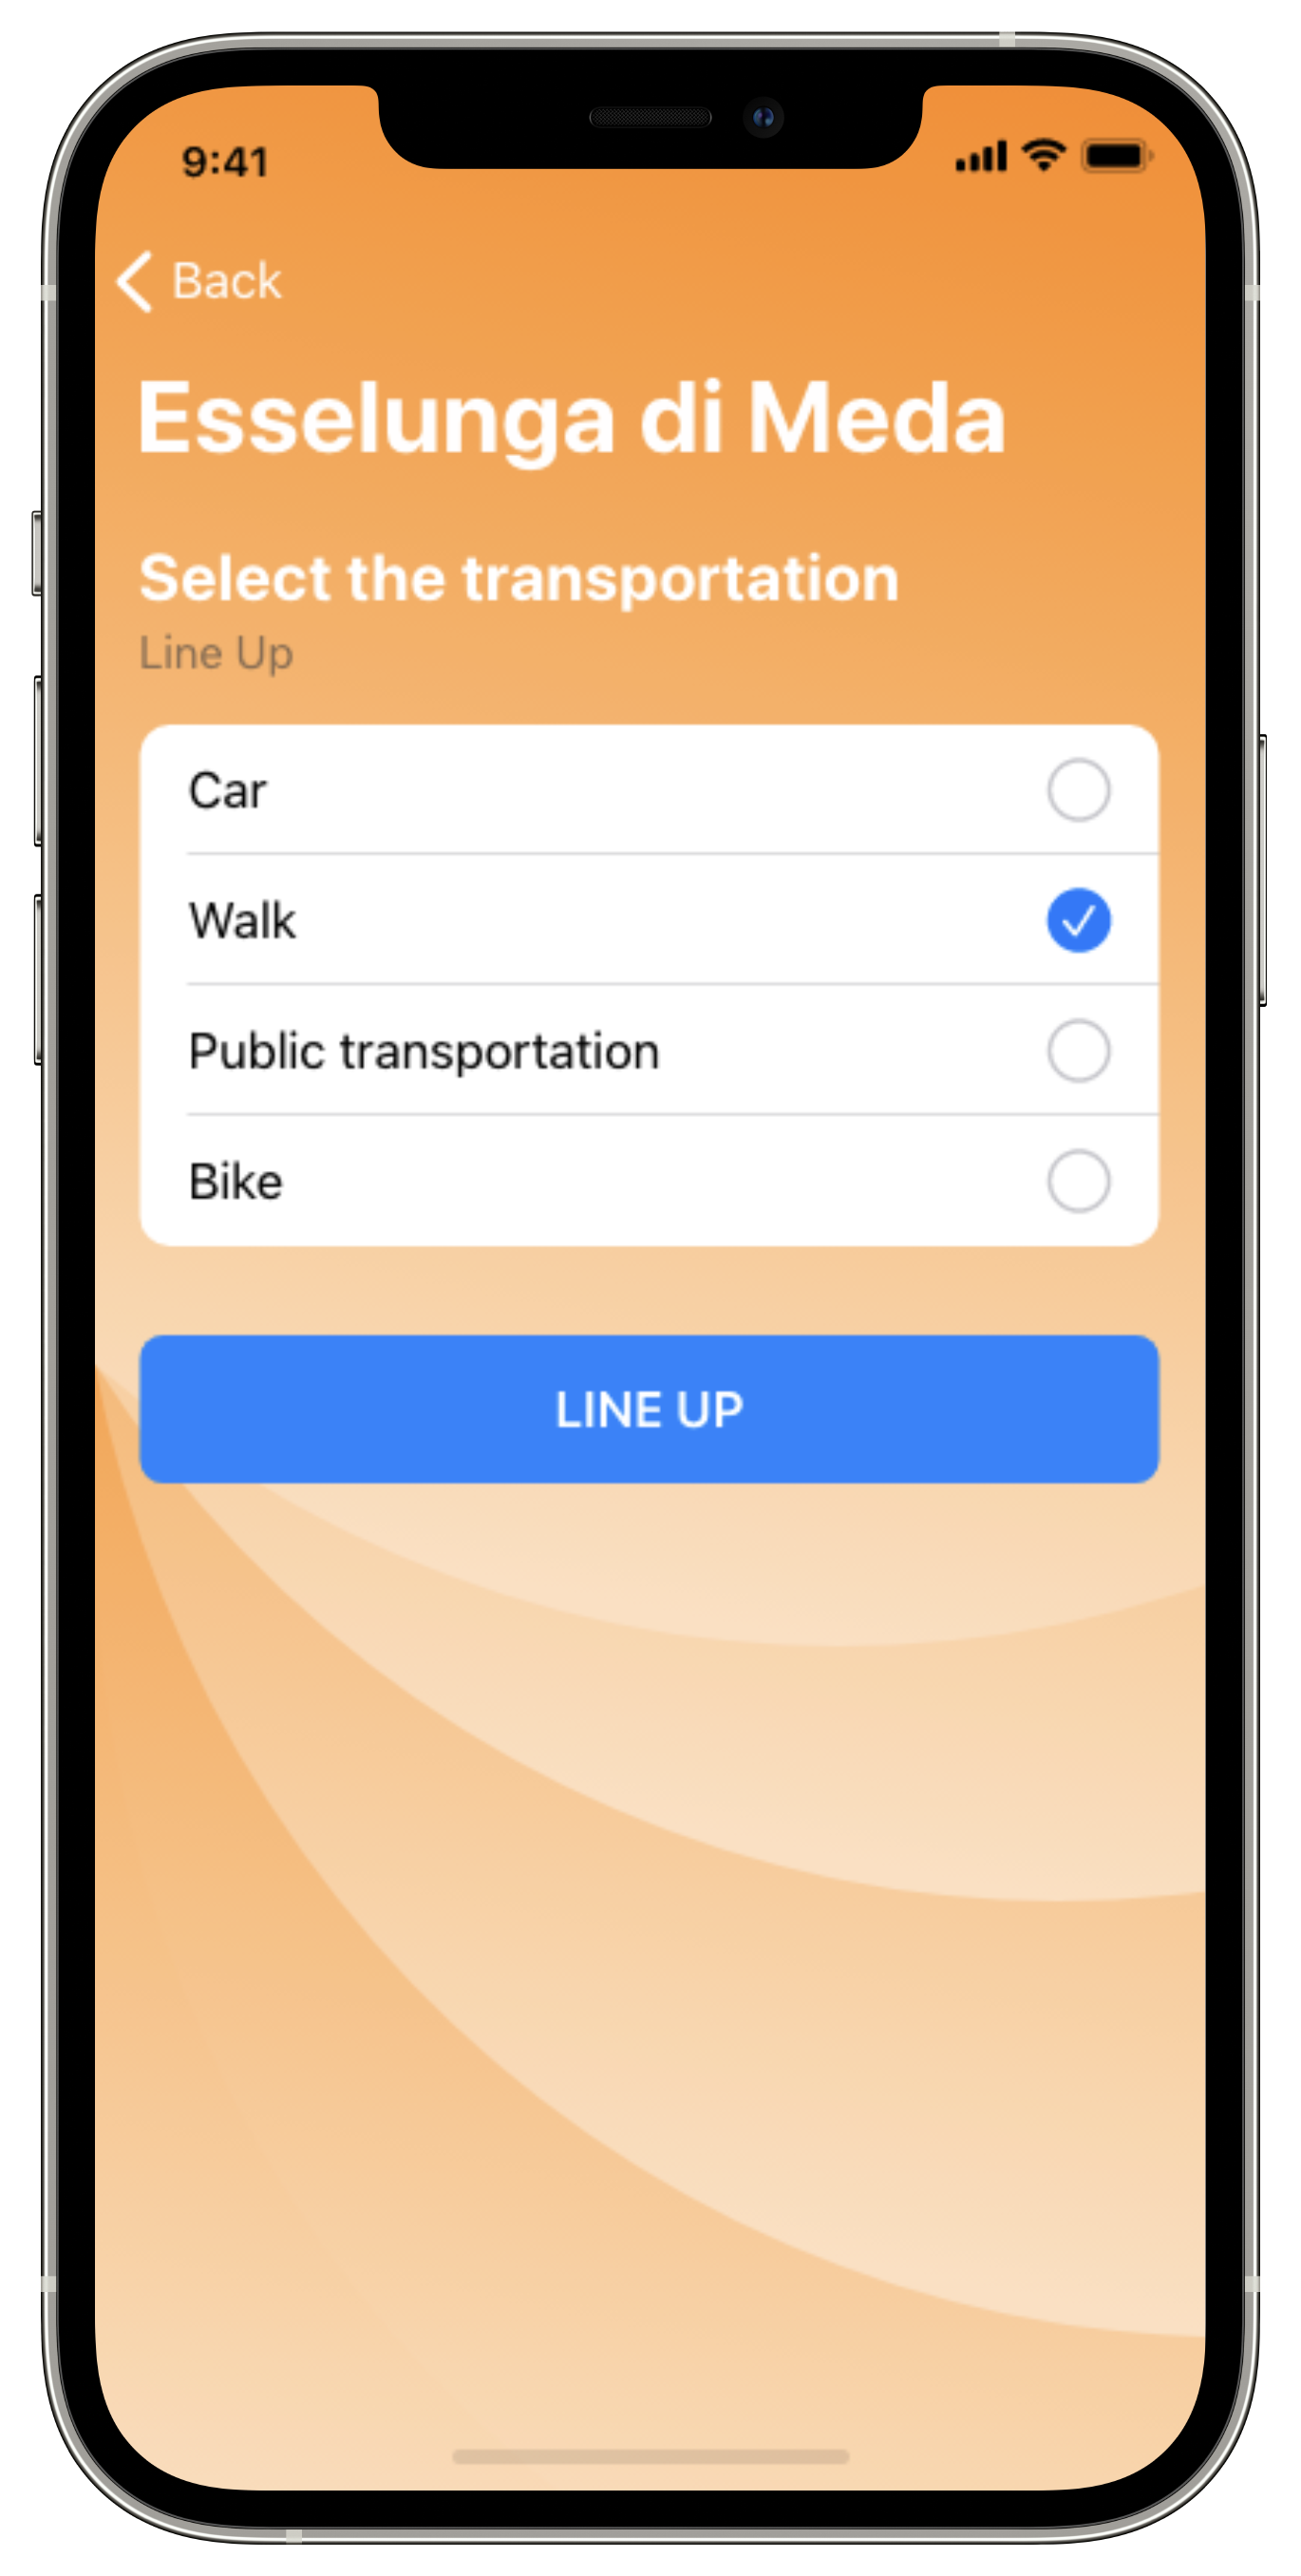 9:41
Back
Esselunga di Meda
Select the transportation
Line Up
Car
Walk
Public transportation
Bike
LINE UP